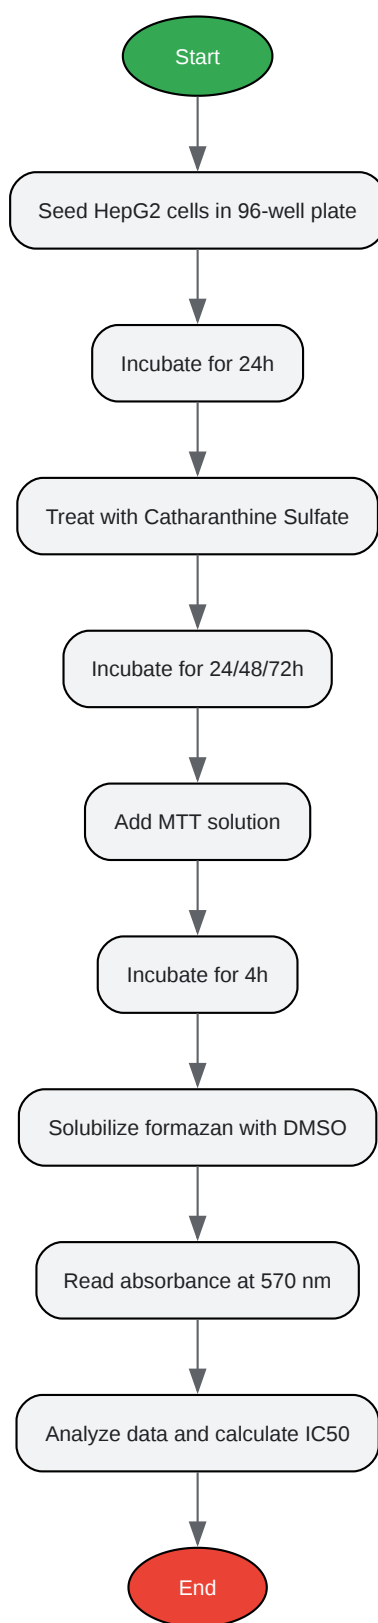 Start
Seed HepG2 cells in 96-well plate
Incubate for 24h
Treat with Catharanthine Sulfate
Incubate for 24/48/72h
Add MTT solution
Incubate for 4h
Solubilize formazan with DMSO
Read absorbance at 570 nm
Analyze data and calculate IC50
End